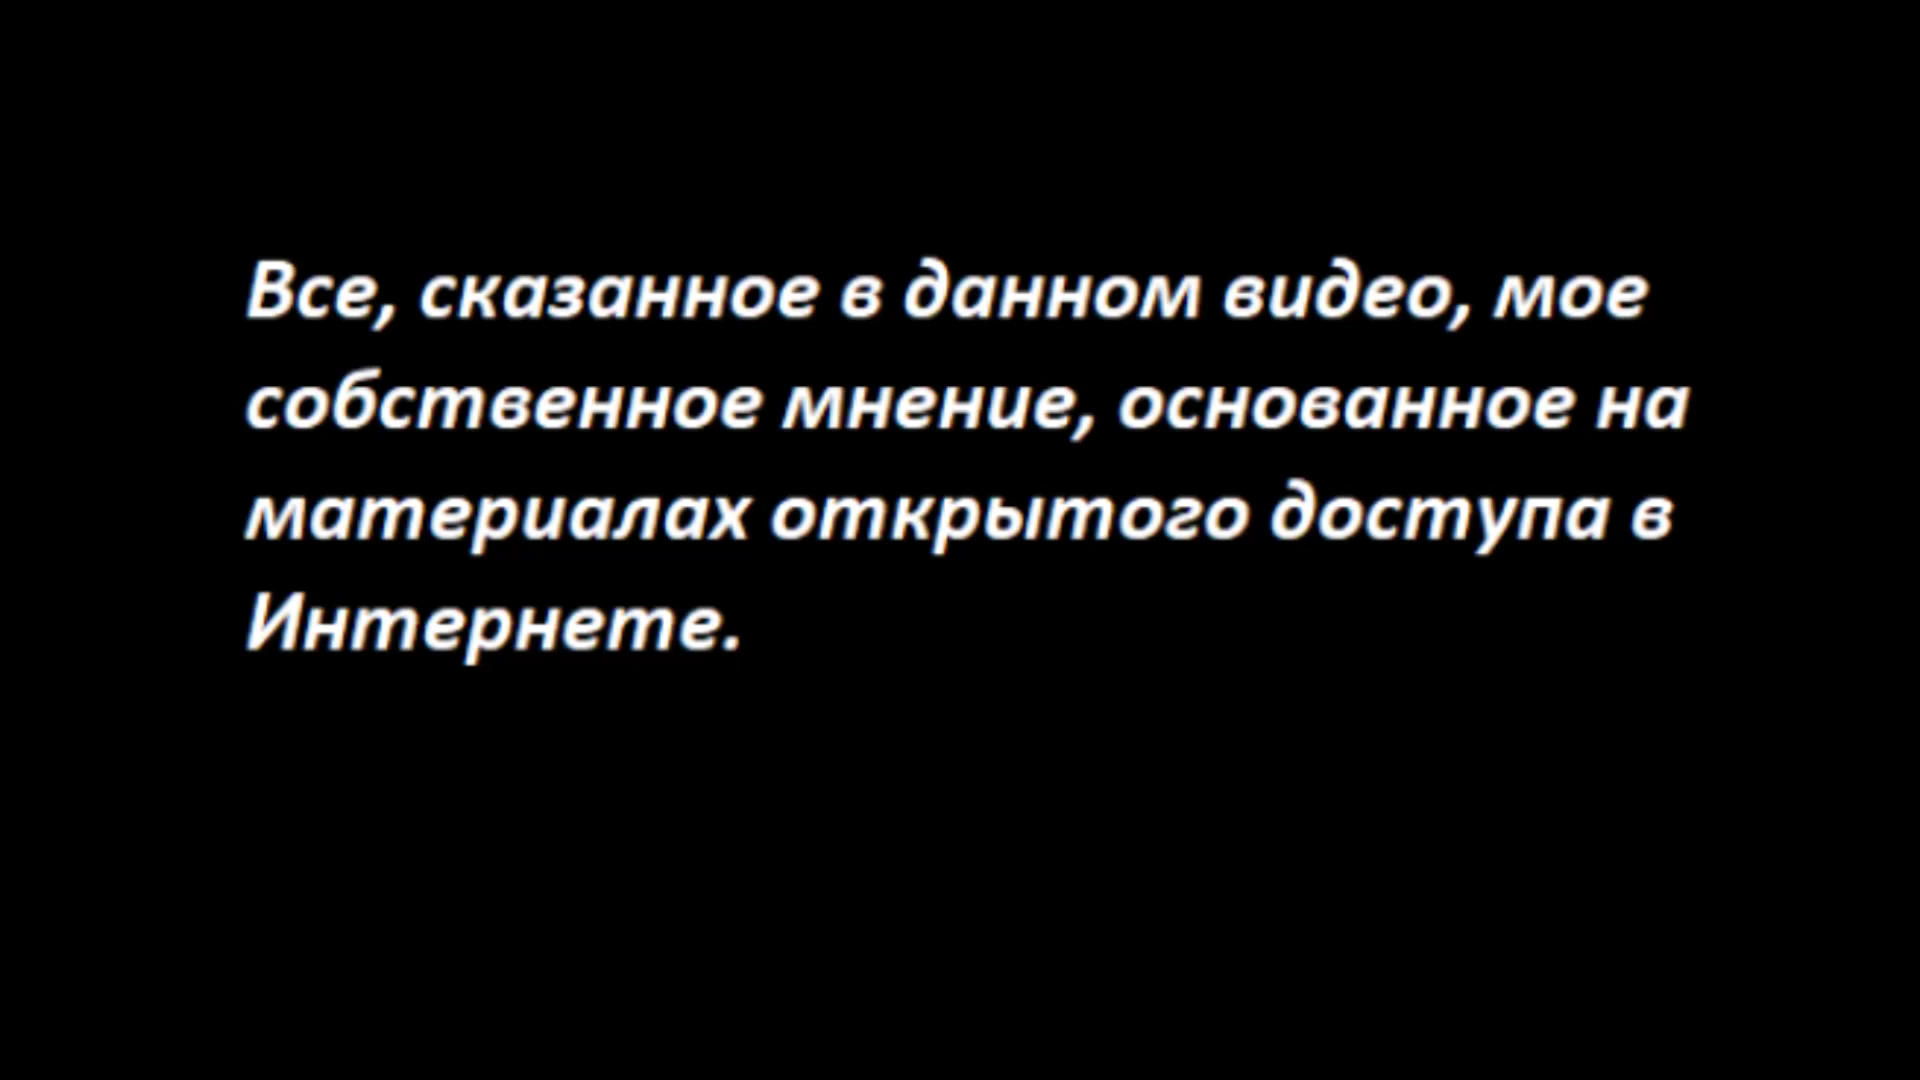 Все, сказанное в данном видео, мое
собственное мнение, основанное на
материалах открытого доступа в
Интернете.